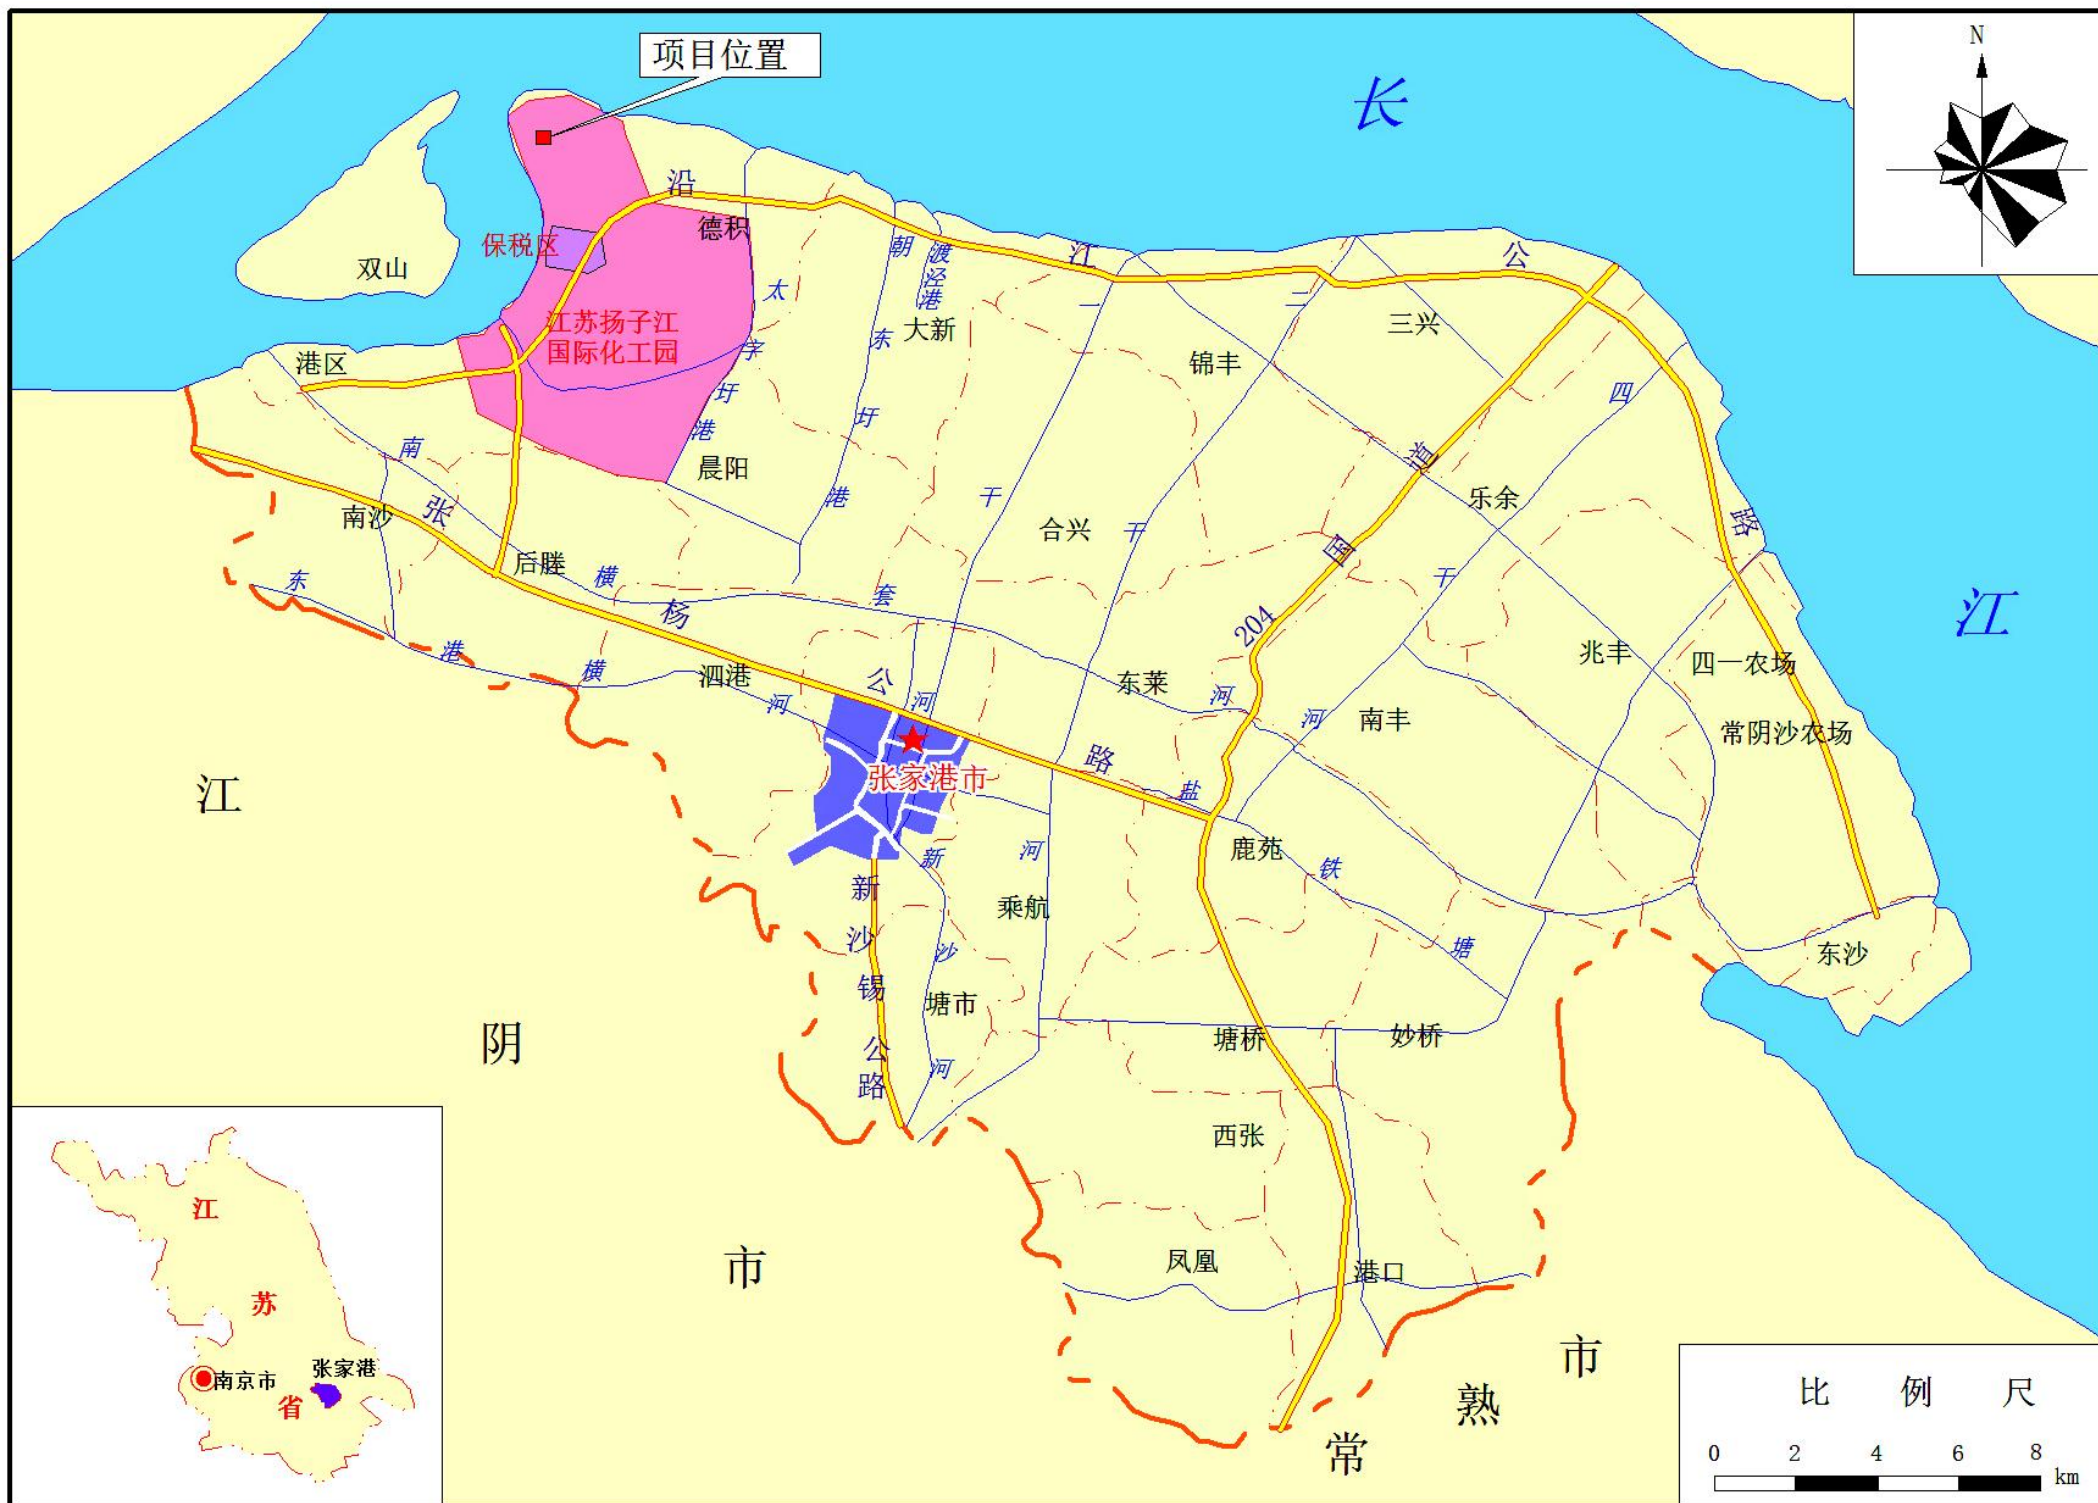 项目位置
N
长
沿
德积
保税区
双山
朝
渡
泾
港
江
公
太
一
二
江苏扬子江
国际化工园
大新
东
三兴
字
港区
锦丰
圩
四
圩
港
南
晨阳
道
港
干
乐余
张
南沙
路
合兴
干
国
后塍
横
套
干
东
杨
204
江
港
横
泗港
公
东莱
兆丰
四一农场
河
河
河
河
南丰
常阴沙农场
张家港市
路
盐
江
新
河
鹿苑
铁
新
乘航
沙
沙
塘
东沙
锡
塘市
阴
公
河
塘桥
妙桥
路
西张
江
凤凰
港口
市
苏
张家港
南京市
省
市
熟
常
比例尺
0 2 4 6 8
km